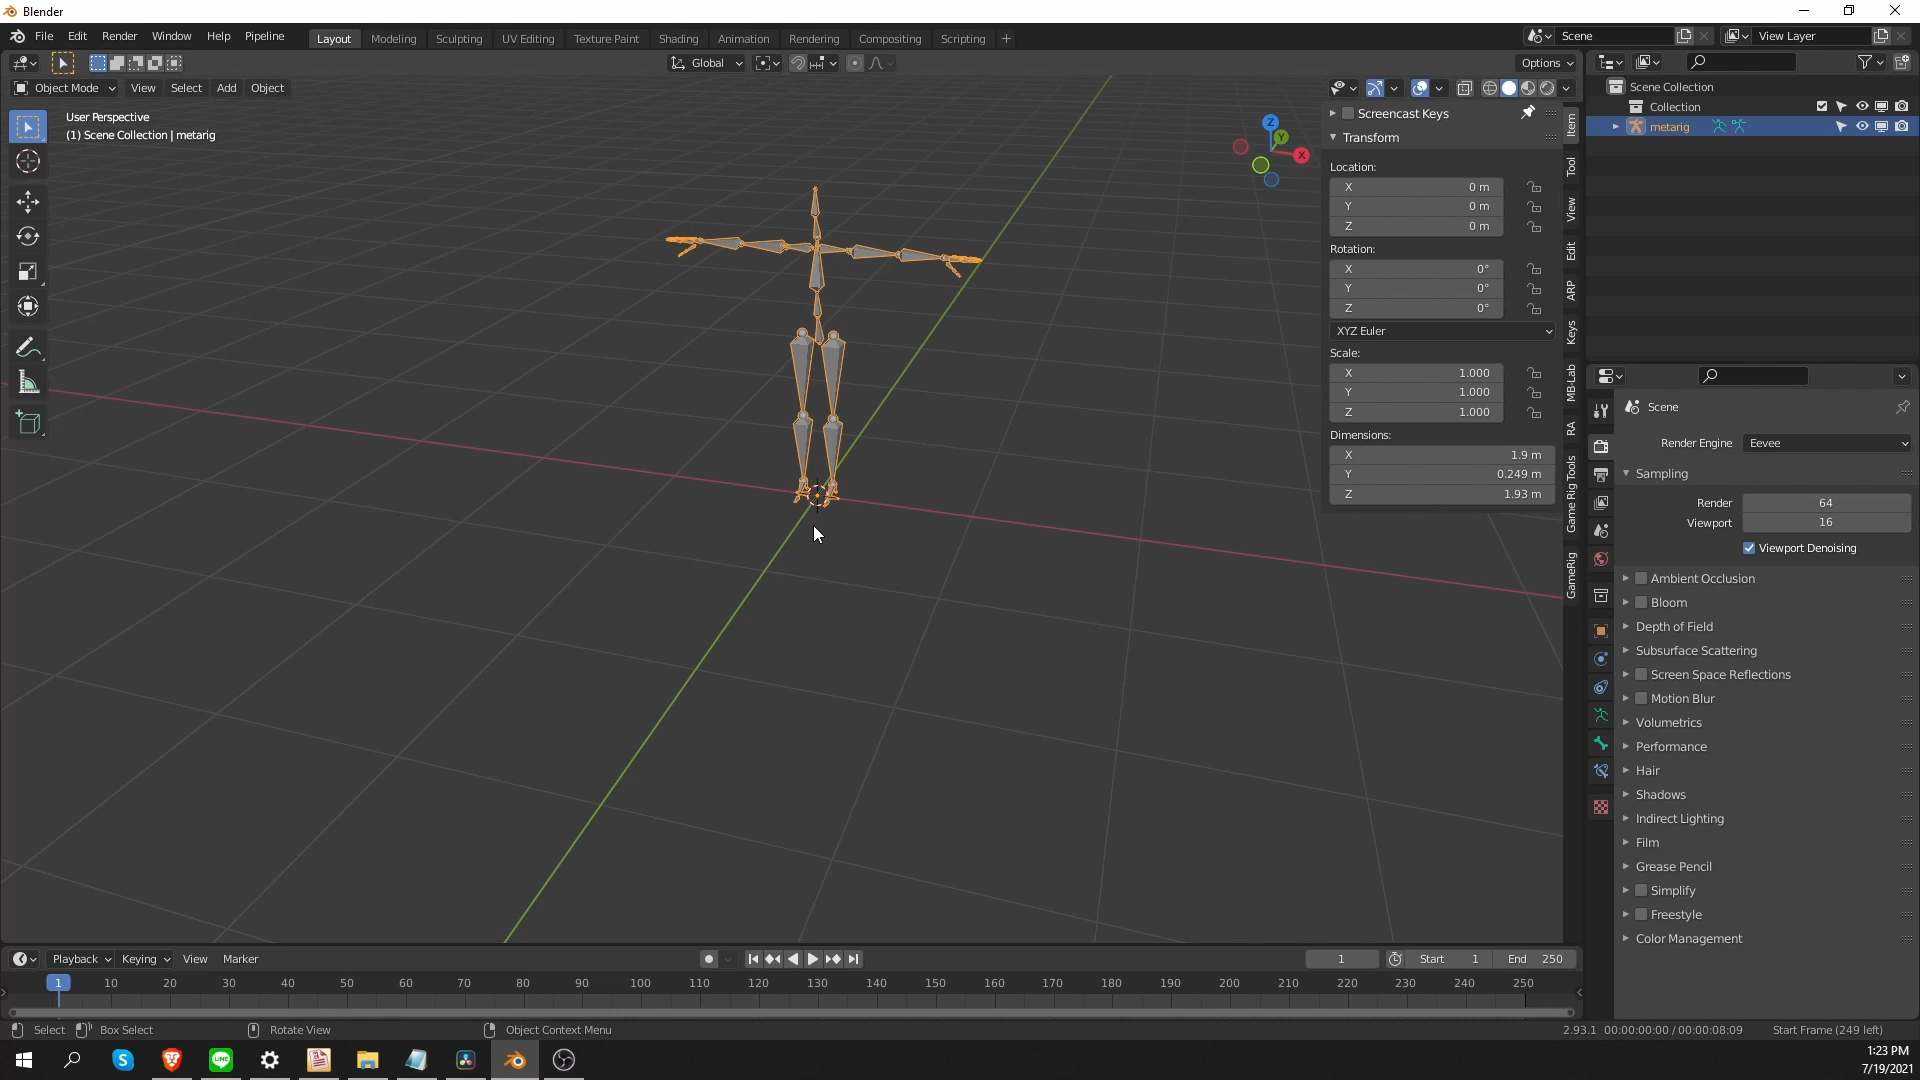 Blender
File Edit Render Window Help Pipeline
Layout Modeling Sculpting UV Editing Texture Paint Shading Animation Rendering Compositing Scripting +
Scene
View Layer
Global
Options
Object Mode View Select Add Object
User Perspective
(1) Scene Collection | metarig
Z
Y
X
Screencast Keys
Transform
Location:
X 0 m
Y 0 m
Z 0 m
Rotation:
X 0°
Y 0°
Z 0°
XYZ Euler
Scale:
X 1.000
Y 1.000
Z 1.000
Dimensions:
X 1.9 m
Y 0.249 m
Z 1.93 m
Item
Tool
View
Edit
ARP
Keys
MB-Lab
RA
Game Rig Tools
GameRig
Scene Collection
Collection
metarig
Scene
Render Engine Eevee
Sampling
Render 64
Viewport 16
Viewport Denoising
Ambient Occlusion
Bloom
Depth of Field
Subsurface Scattering
Screen Space Reflections
Motion Blur
Volumetrics
Performance
Hair
Shadows
Indirect Lighting
Film
Grease Pencil
Simplify
Freestyle
Color Management
Playback Keying View Marker
1 Start 1 End 250
1 10 20 30 40 50 60 70 80 90 100 110 120 130 140 150 160 170 180 190 200 210 220 230 240 250
Select Box Select Rotate View Object Context Menu
2.93.1 00:00:00:00 / 00:00:08:09 Start Frame (249 left)
1:23 PM
7/19/2021